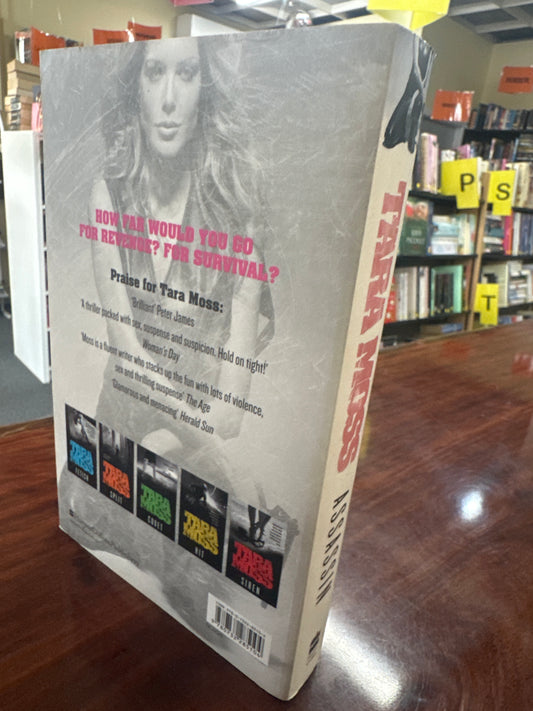 HOW FAR WOULD YOU GO
FOR REVENGE? FOR SURVIVAL?
Praise for Tara Moss:
'Brilliant' Peter James
'A thriller packed with sex, suspense and suspicion. Hold on tight!'
Woman's Day
'Moss is a fluent writer who stacks up the fun with lots of violence,
sex and thrilling suspense' The Age
'Glamorous and menacing' Herald Sun
TARA
MOSS
FETISH
TARA
MOSS
SPLIT
TARA
MOSS
COVET
TARA
MOSS
HIT
TARA
MOSS
SIREN
TARA MOSS
ASSASSIN
P
S
T